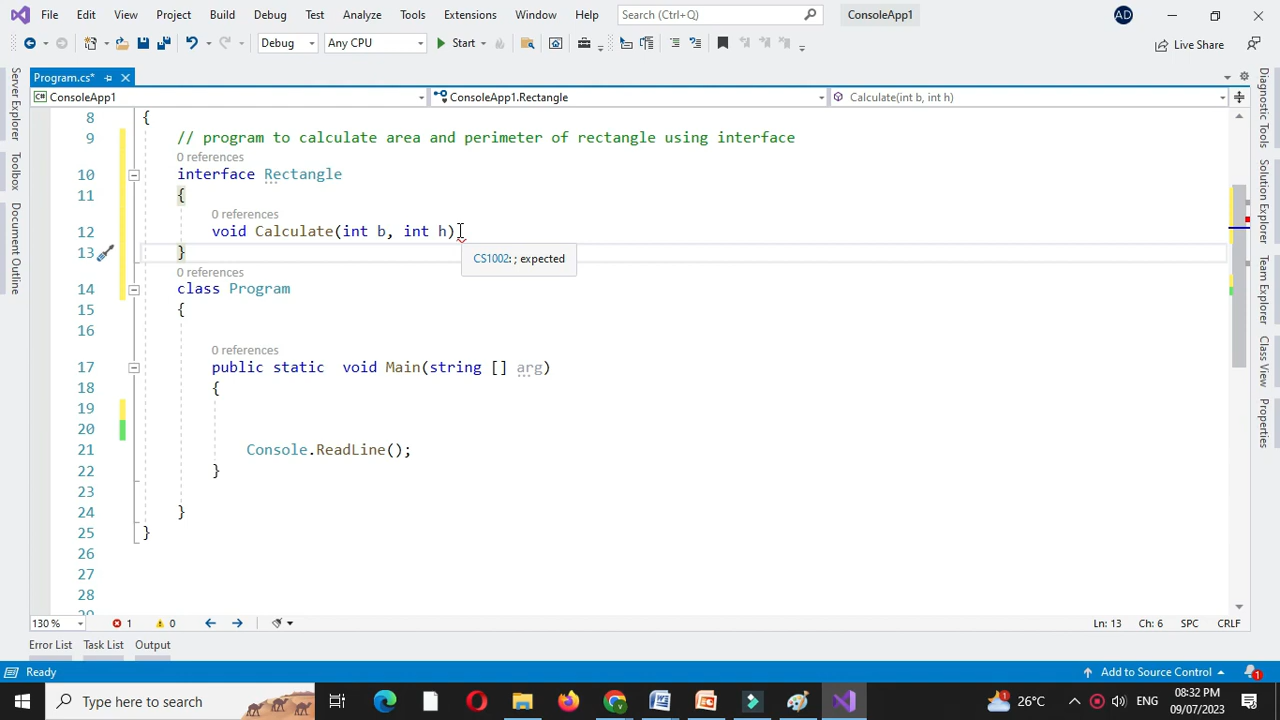 File Edit View Project Build Debug Test Analyze Tools Extensions Window Help Search (Ctrl+Q) ConsoleApp1 AD
Debug Any CPU Start Live Share
Program.cs*
ConsoleApp1 ConsoleApp1.Rectangle Calculate(int b, int h)
Server Explorer
Toolbox
Document Outline
8 {
9 // program to calculate area and perimeter of rectangle using interface
0 references
10 interface Rectangle
11 {
0 references
12 void Calculate(int b, int h)
13 }
CS1002: ; expected
0 references
14 class Program
15 {
16
0 references
17 public static  void Main(string [] arg)
18 {
19
20
21 Console.ReadLine();
22 }
23
24 }
25 }
26
27
28
29
Diagnostic Tools
Solution Explorer
Team Explorer
Class View
Properties
130 % 1 0 Ln: 13 Ch: 6 SPC CRLF
Error List Task List Output
Ready Add to Source Control 1
Type here to search 26°C ENG 08:32 PM
09/07/2023